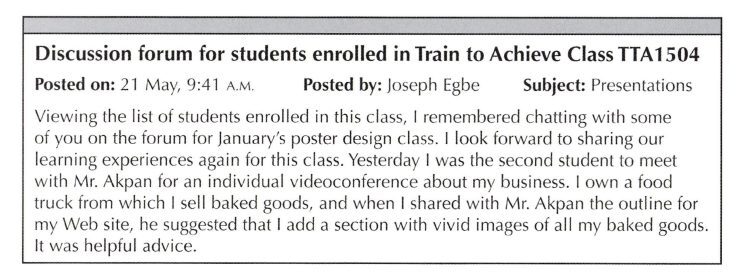 Discussion forum for students enrolled in Train to Achieve Class TTA1504
Posted on: 21 May, 9:41 A.M. Posted by: Joseph Egbe Subject: Presentations
Viewing the list of students enrolled in this class, I remembered chatting with some
of you on the forum for January's poster design class. I look forward to sharing our
learning experiences again for this class. Yesterday I was the second student to meet
with Mr. Akpan for an individual videoconference about my business. I own a food
truck from which I sell baked goods, and when I shared with Mr. Akpan the outline for
my Web site, he suggested that I add a section with vivid images of all my baked goods.
It was helpful advice.